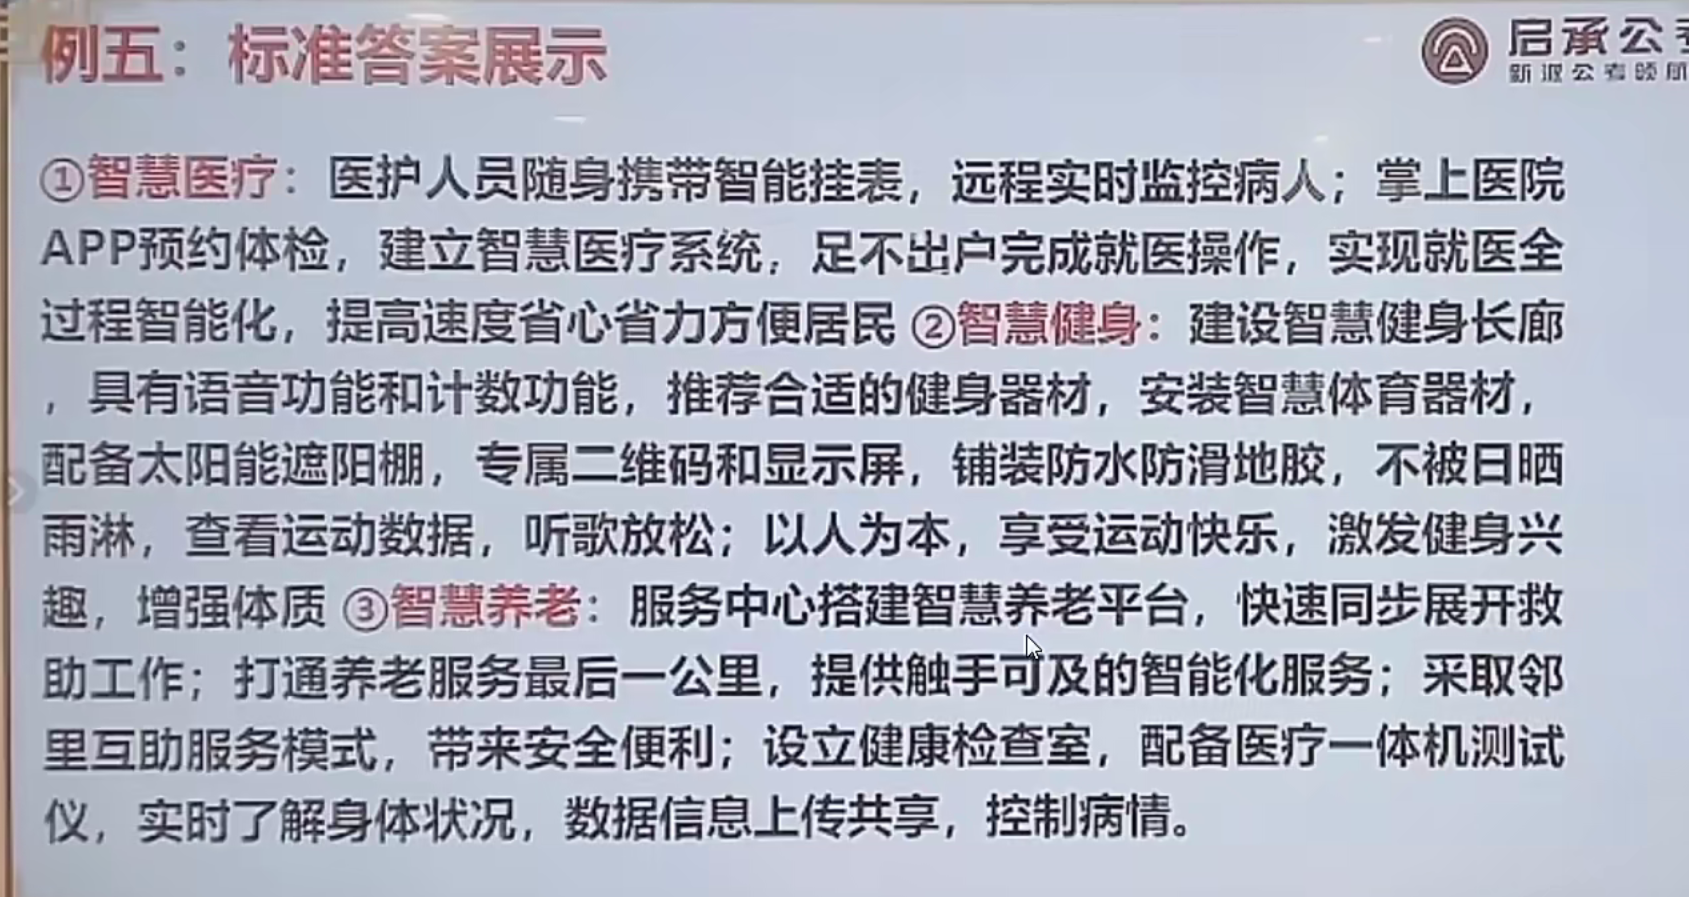 例五：标准答案展示
启承公考
新派公考领航
①智慧医疗：医护人员随身携带智能挂表，远程实时监控病人；掌上医院
APP预约体检，建立智慧医疗系统，足不出户完成就医操作，实现就医全
过程智能化，提高速度省心省力方便居民 ②智慧健身：建设智慧健身长廊
，具有语音功能和计数功能，推荐合适的健身器材，安装智慧体育器材，
配备太阳能遮阳棚，专属二维码和显示屏，铺装防水防滑地胶，不被日晒
雨淋，查看运动数据，听歌放松；以人为本，享受运动快乐，激发健身兴
趣，增强体质 ③智慧养老：服务中心搭建智慧养老平台，快速同步展开救
助工作；打通养老服务最后一公里，提供触手可及的智能化服务；采取邻
里互助服务模式，带来安全便利；设立健康检查室，配备医疗一体机测试
仪，实时了解身体状况，数据信息上传共享，控制病情。